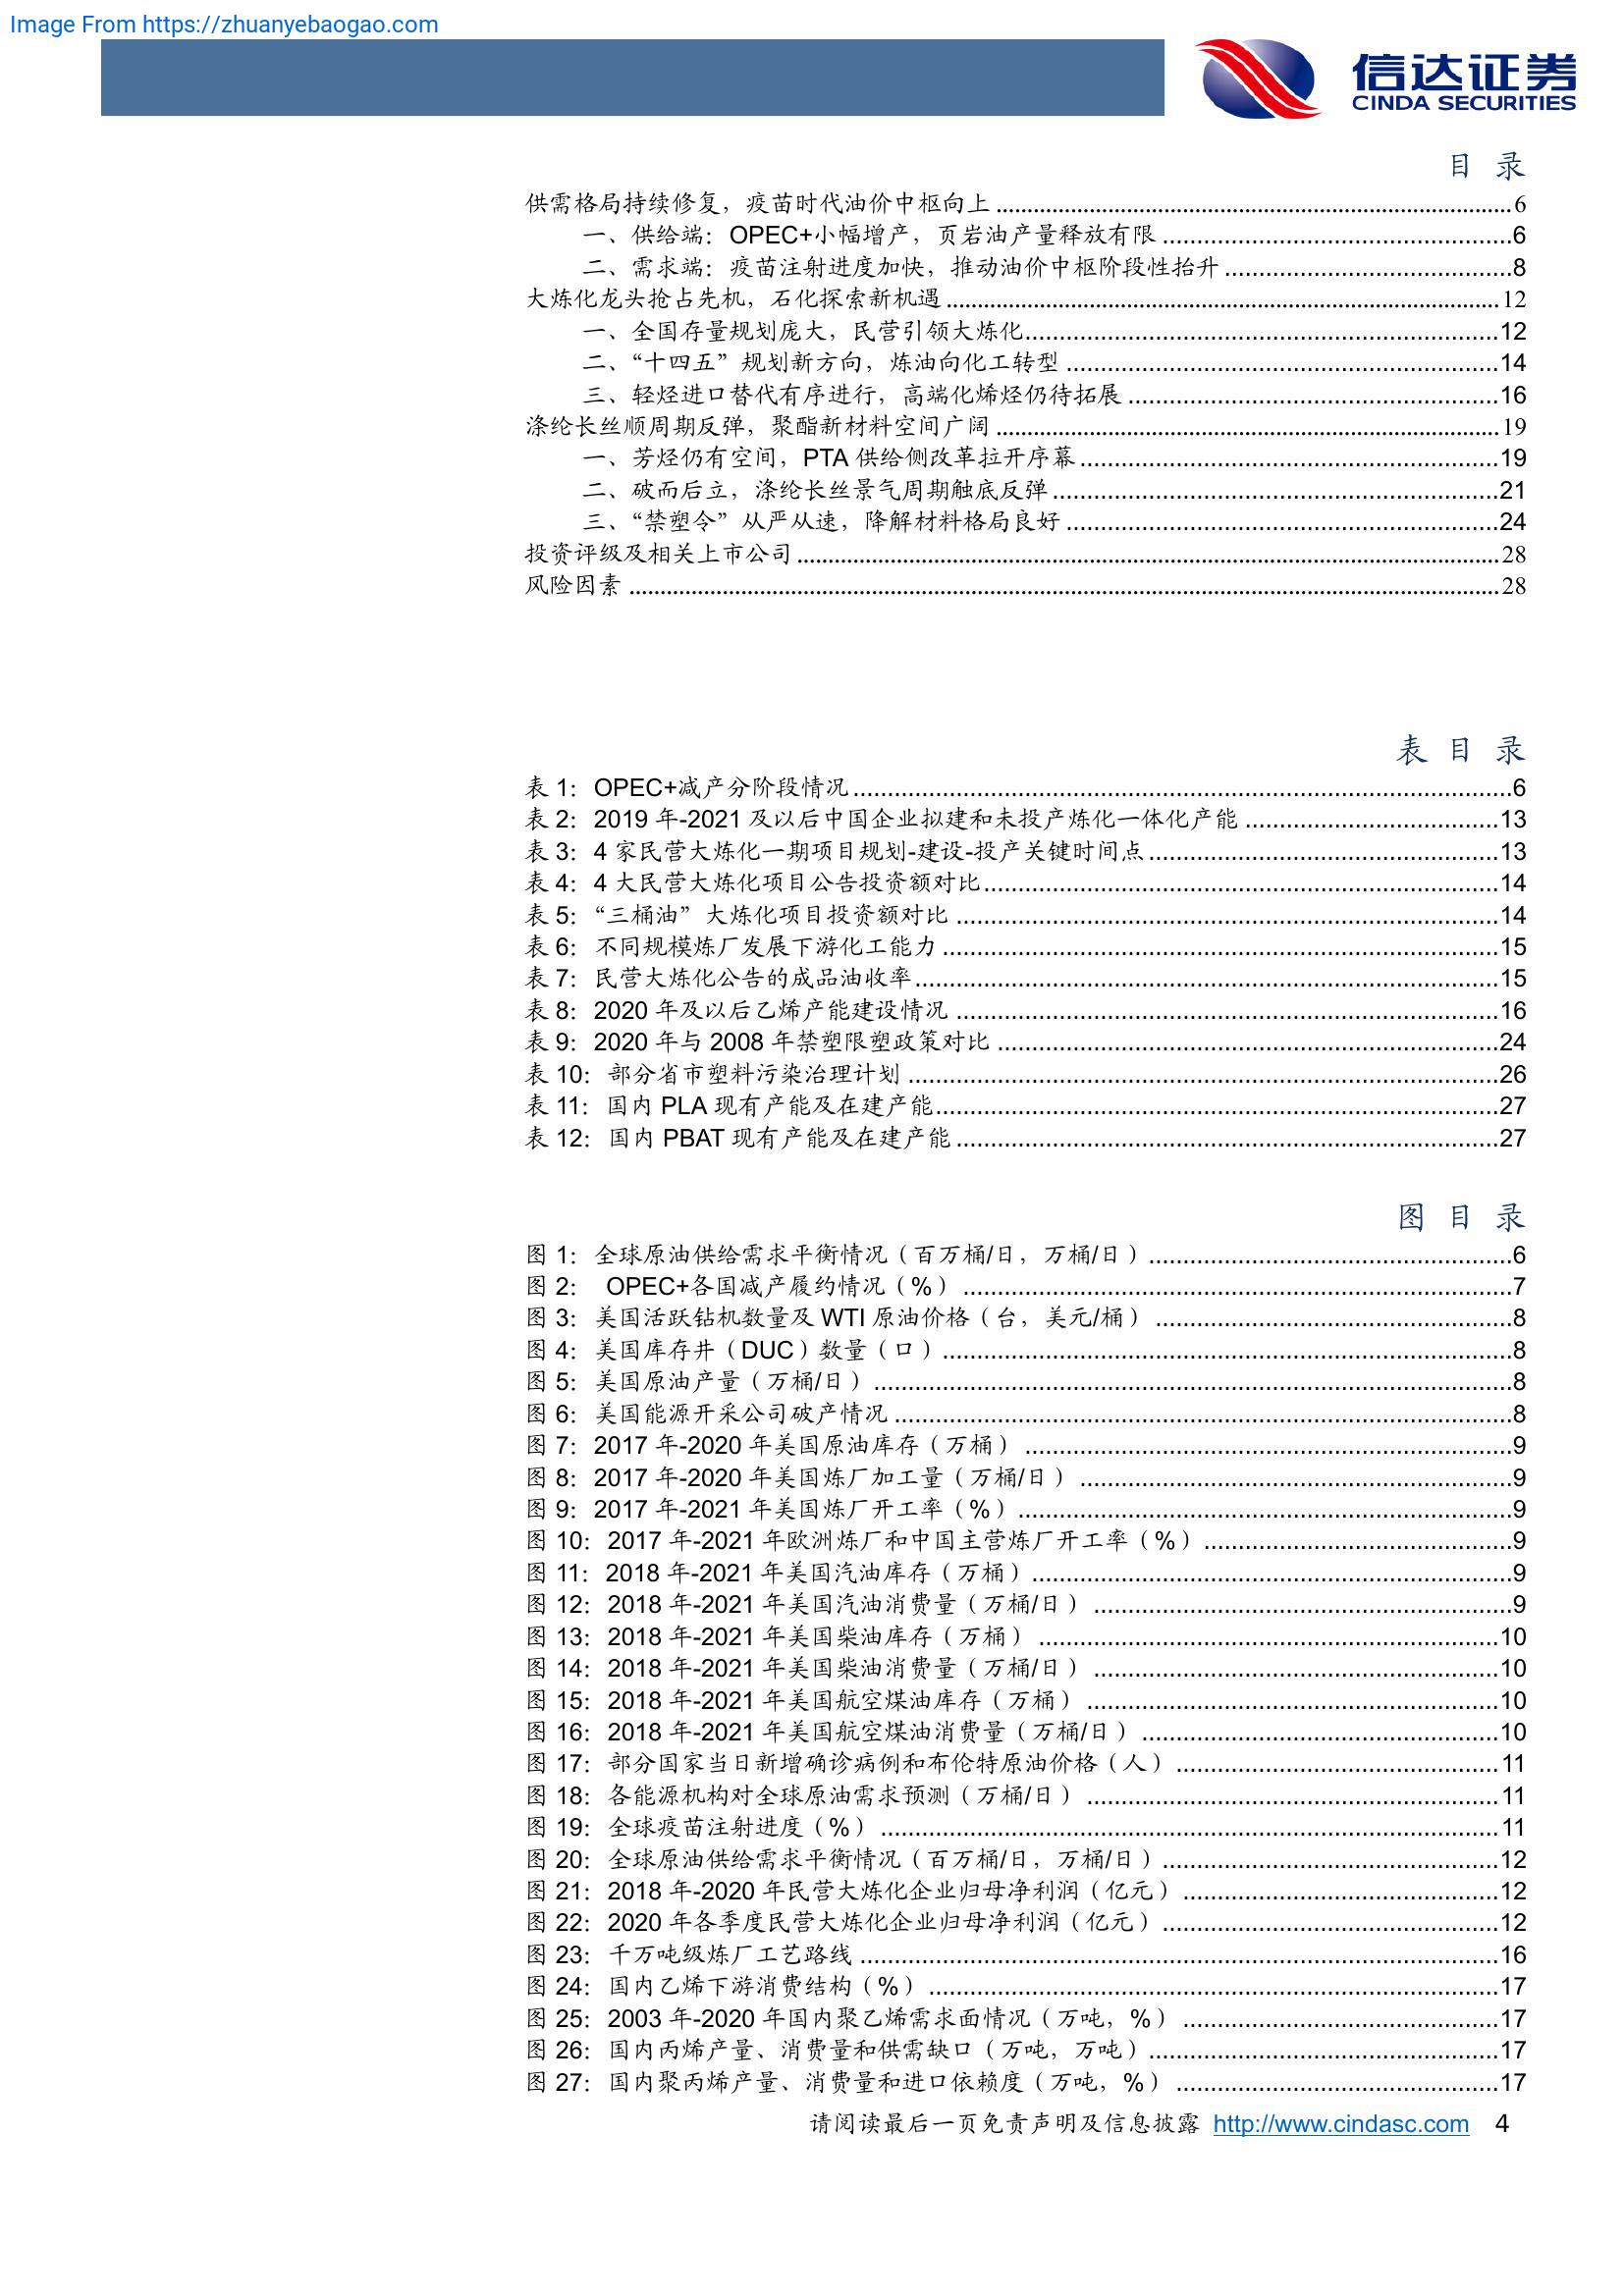 Image From https://zhuanyebaogao.com
信达证券
CINDA SECURITIES
目 录
供需格局持续修复，疫苗时代油价中枢向上 6
一、供给端：OPEC+小幅增产，页岩油产量释放有限 6
二、需求端：疫苗注射进度加快，推动油价中枢阶段性抬升 8
大炼化龙头抢占先机，石化探索新机遇 12
一、全国存量规划庞大，民营引领大炼化 12
二、“十四五”规划新方向，炼油向化工转型 14
三、轻烃进口替代有序进行，高端化烯烃仍待拓展 16
涤纶长丝顺周期反弹，聚酯新材料空间广阔 19
一、芳烃仍有空间，PTA 供给侧改革拉开序幕 19
二、破而后立，涤纶长丝景气周期触底反弹 21
三、“禁塑令”从严从速，降解材料格局良好 24
投资评级及相关上市公司 28
风险因素 28
表 目 录
表 1：OPEC+减产分阶段情况 6
表 2：2019 年-2021 及以后中国企业拟建和未投产炼化一体化产能 13
表 3：4 家民营大炼化一期项目规划-建设-投产关键时间点 13
表 4：4 大民营大炼化项目公告投资额对比 14
表 5：“三桶油”大炼化项目投资额对比 14
表 6：不同规模炼厂发展下游化工能力 15
表 7：民营大炼化公告的成品油收率 15
表 8：2020 年及以后乙烯产能建设情况 16
表 9：2020 年与 2008 年禁塑限塑政策对比 24
表 10：部分省市塑料污染治理计划 26
表 11：国内 PLA 现有产能及在建产能 27
表 12：国内 PBAT 现有产能及在建产能 27
图 目 录
图 1：全球原油供给需求平衡情况（百万桶/日，万桶/日） 6
图 2： OPEC+各国减产履约情况（%） 7
图 3：美国活跃钻机数量及 WTI 原油价格（台，美元/桶） 8
图 4：美国库存井（DUC）数量（口） 8
图 5：美国原油产量（万桶/日） 8
图 6：美国能源开采公司破产情况 8
图 7：2017 年-2020 年美国原油库存（万桶） 9
图 8：2017 年-2020 年美国炼厂加工量（万桶/日） 9
图 9：2017 年-2021 年美国炼厂开工率（%） 9
图 10：2017 年-2021 年欧洲炼厂和中国主营炼厂开工率（%） 9
图 11：2018 年-2021 年美国汽油库存（万桶） 9
图 12：2018 年-2021 年美国汽油消费量（万桶/日） 9
图 13：2018 年-2021 年美国柴油库存（万桶） 10
图 14：2018 年-2021 年美国柴油消费量（万桶/日） 10
图 15：2018 年-2021 年美国航空煤油库存（万桶） 10
图 16：2018 年-2021 年美国航空煤油消费量（万桶/日） 10
图 17：部分国家当日新增确诊病例和布伦特原油价格（人） 11
图 18：各能源机构对全球原油需求预测（万桶/日） 11
图 19：全球疫苗注射进度（%） 11
图 20：全球原油供给需求平衡情况（百万桶/日，万桶/日） 12
图 21：2018 年-2020 年民营大炼化企业归母净利润（亿元） 12
图 22：2020 年各季度民营大炼化企业归母净利润（亿元） 12
图 23：千万吨级炼厂工艺路线 16
图 24：国内乙烯下游消费结构（%） 17
图 25：2003 年-2020 年国内聚乙烯需求面情况（万吨，%） 17
图 26：国内丙烯产量、消费量和供需缺口（万吨，万吨） 17
图 27：国内聚丙烯产量、消费量和进口依赖度（万吨，%） 17
请阅读最后一页免责声明及信息披露 http://www.cindasc.com 4